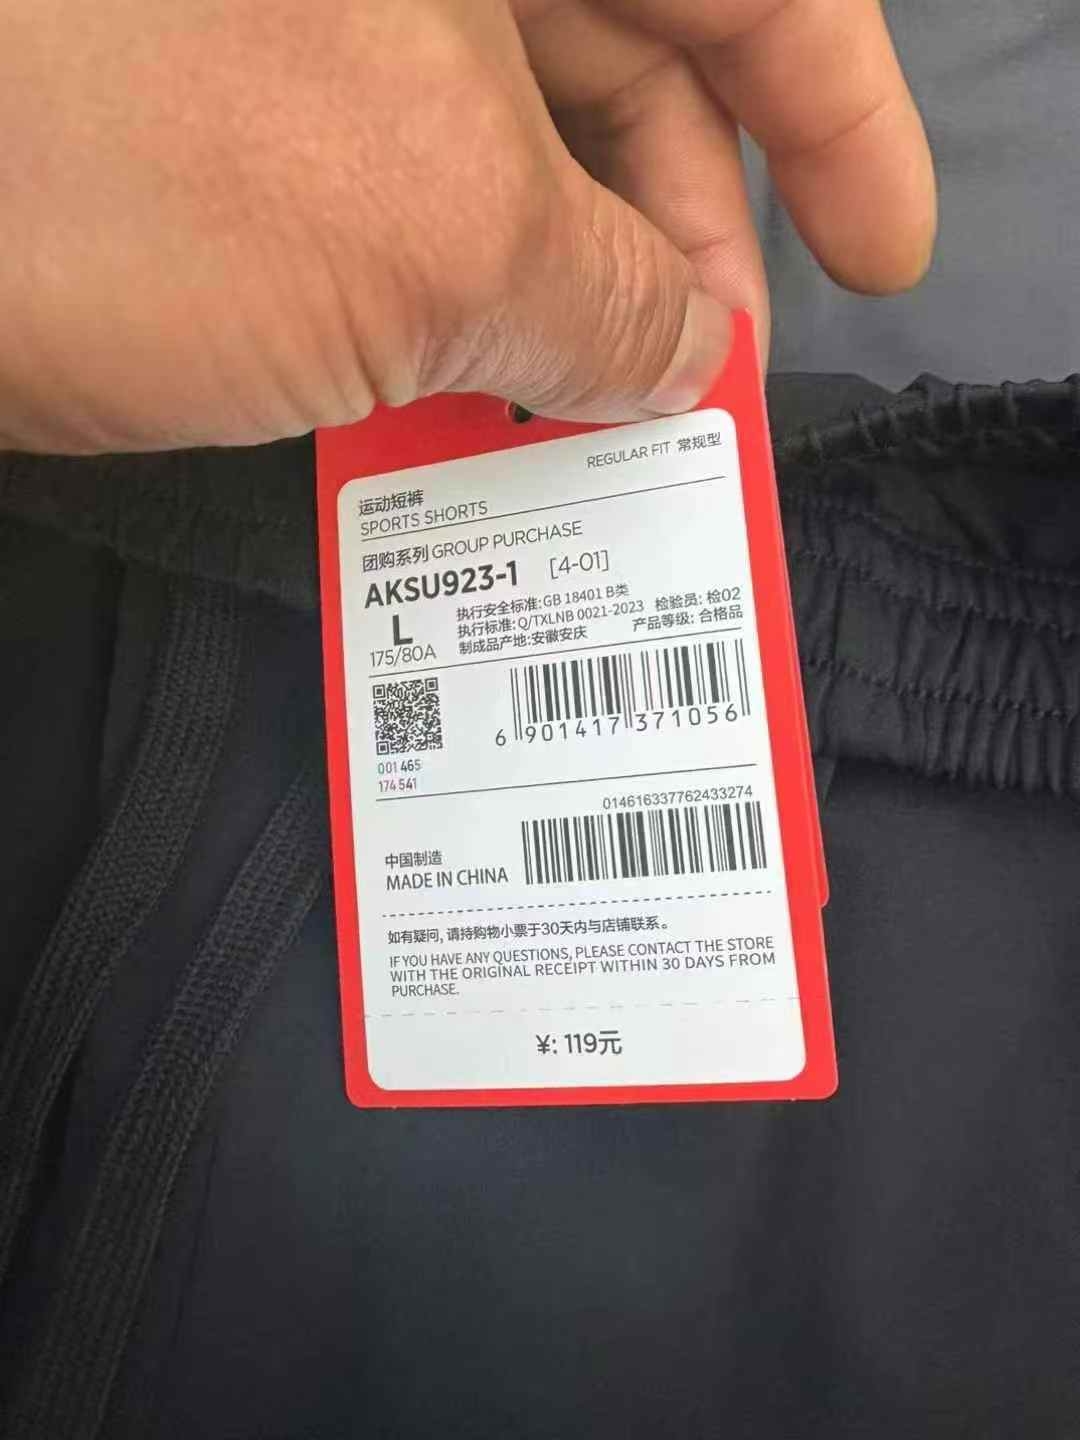 REGULAR FIT 常规型
运动短裤
SPORTS SHORTS
团购系列 GROUP PURCHASE
AKSU923-1 [4-01]
L
175/80A
执行安全标准: GB 18401 B类
执行标准: Q/TXLNB 0021-2023 检验员: 检02
制成品产地: 安徽安庆 产品等级: 合格品
6 901417 371056
001 465
174 541
014616337762433274
中国制造
MADE IN CHINA
如有疑问, 请持购物小票于30天内与店铺联系。
IF YOU HAVE ANY QUESTIONS, PLEASE CONTACT THE STORE
WITH THE ORIGINAL RECEIPT WITHIN 30 DAYS FROM
PURCHASE.
¥: 119元